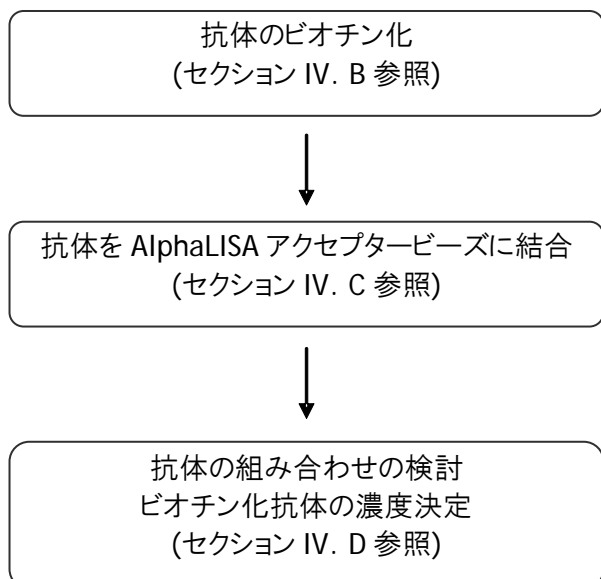 抗体のビオチン化
(セクション IV. B 参照)
抗体を AlphaLISA アクセプタービーズに結合
(セクション IV. C 参照)
抗体の組み合わせの検討
ビオチン化抗体の濃度決定
(セクション IV. D 参照)